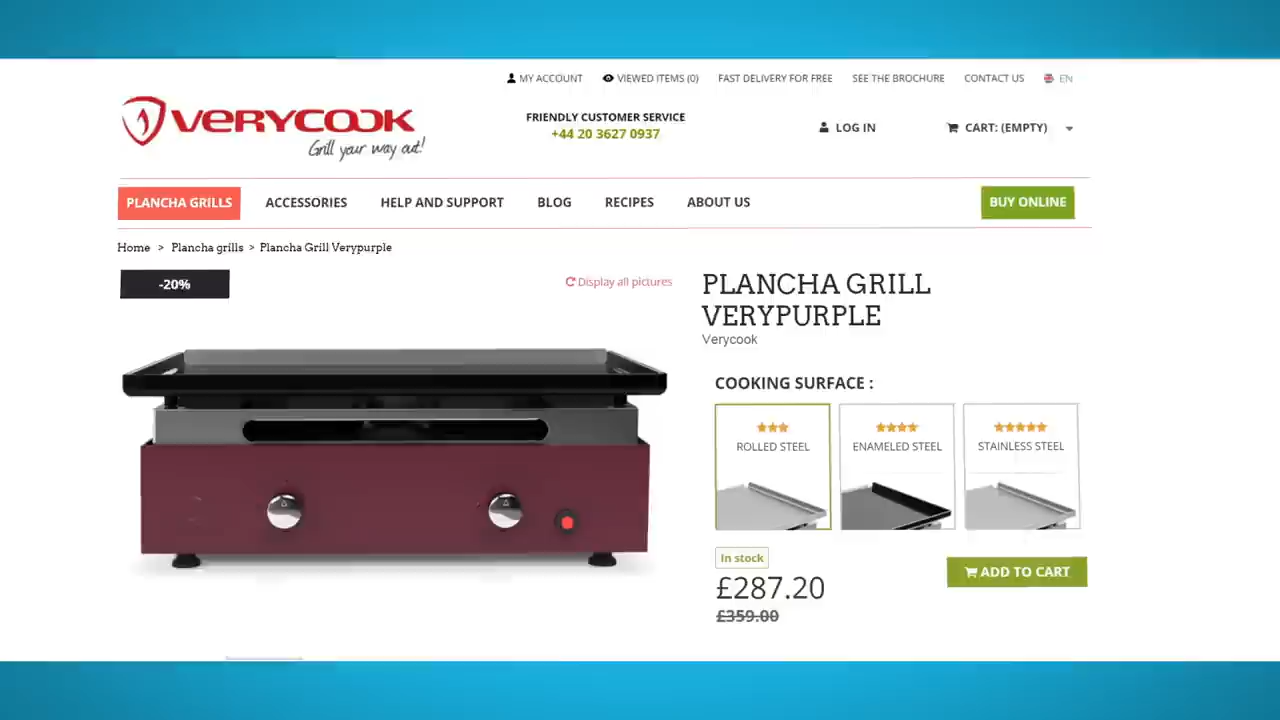 MY ACCOUNT VIEWED ITEMS (0) FAST DELIVERY FOR FREE SEE THE BROCHURE CONTACT US EN
VERYCOOK
Grill your way out!
FRIENDLY CUSTOMER SERVICE
+44 20 3627 0937
LOG IN
CART: (EMPTY)
PLANCHA GRILLS ACCESSORIES HELP AND SUPPORT BLOG RECIPES ABOUT US BUY ONLINE
Home > Plancha grills > Plancha Grill Verypurple
-20%
Display all pictures
PLANCHA GRILL
VERYPURPLE
Verycook
COOKING SURFACE :
ROLLED STEEL
ENAMELED STEEL
STAINLESS STEEL
In stock
£287.20
£359.00
ADD TO CART